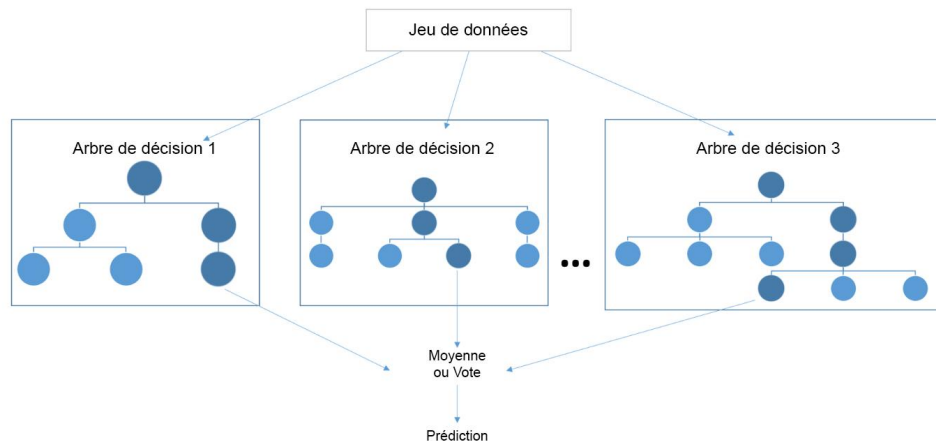 Jeu de données
Arbre de décision 1
Arbre de décision 2
Arbre de décision 3
...
Moyenne
ou Vote
Prédiction